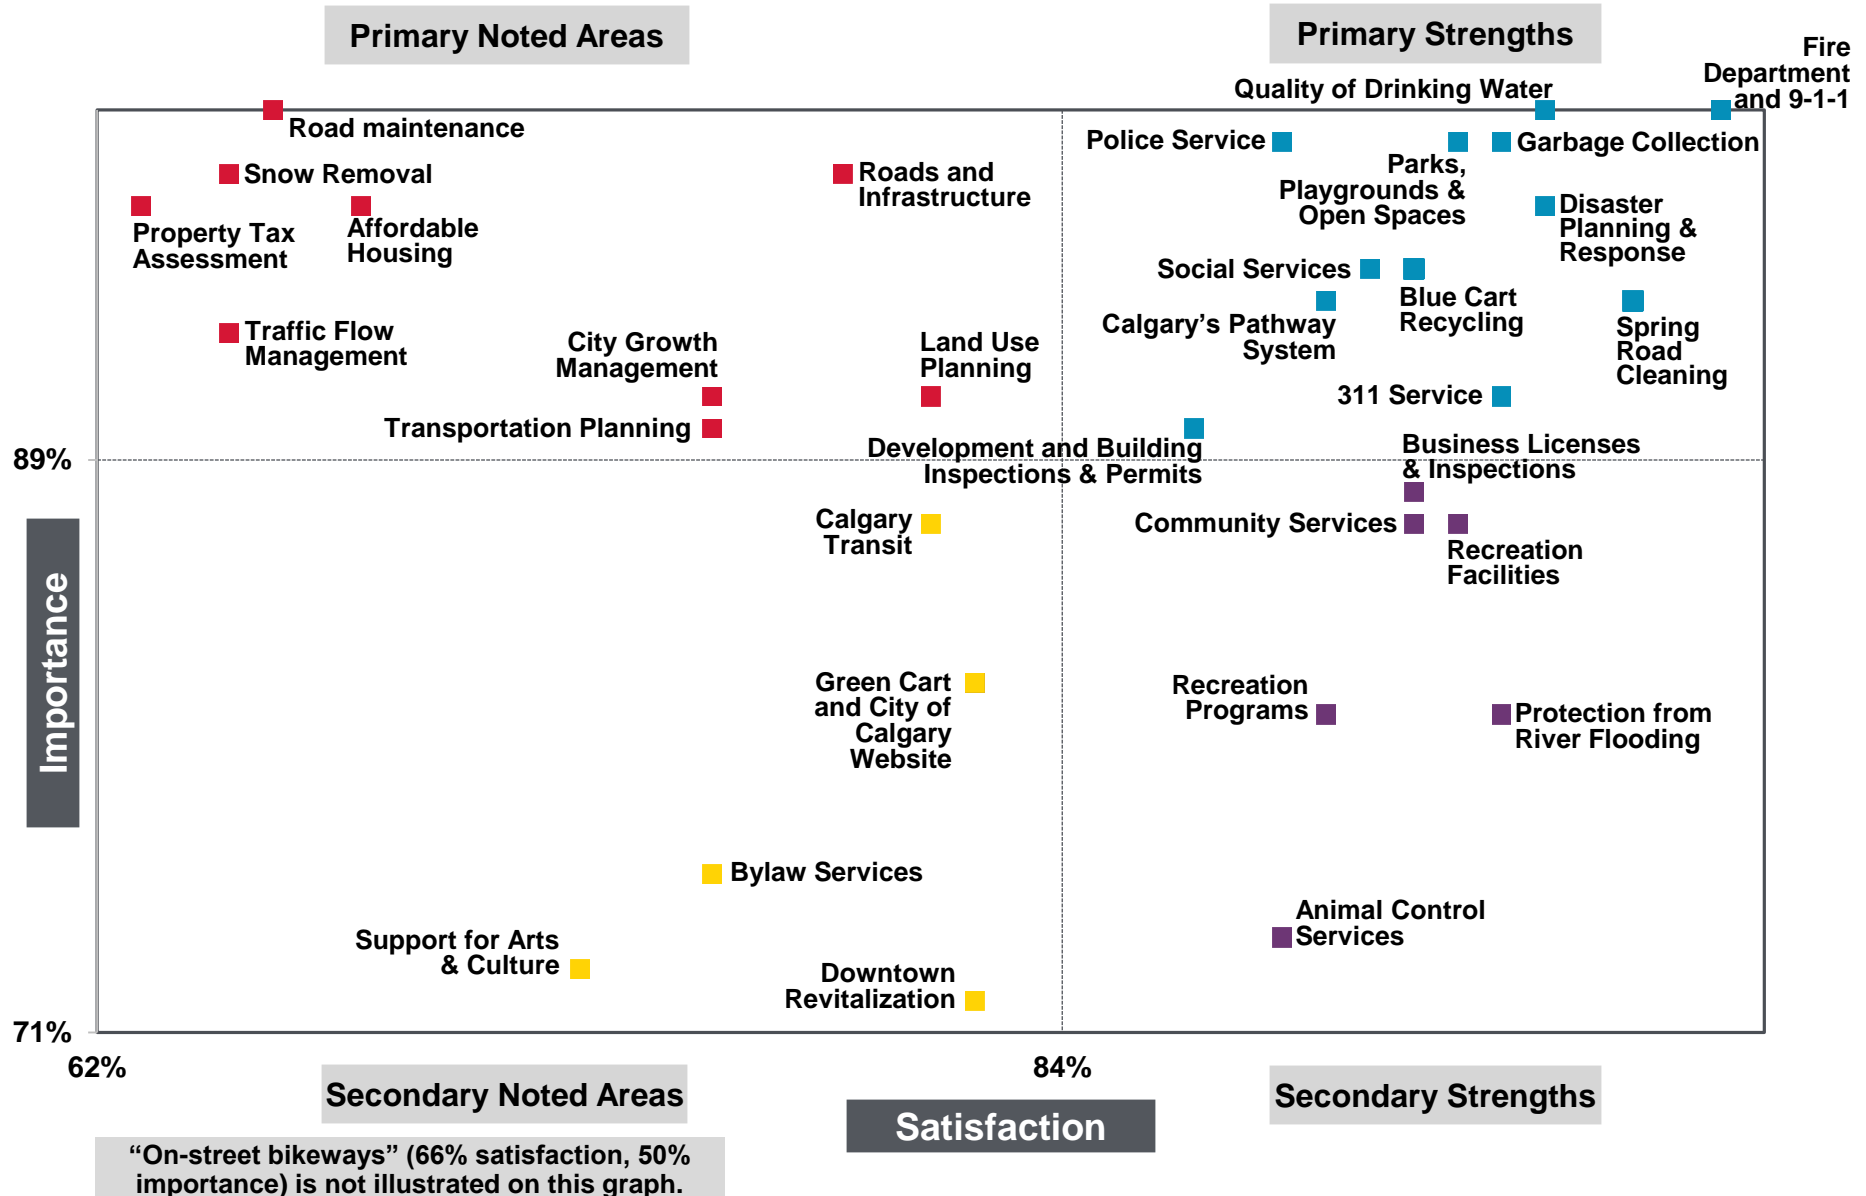 Primary Noted Areas
Primary Strengths
Fire
Department
and 9-1-1
Quality of Drinking Water
Road maintenance
Police Service
Garbage Collection
Snow Removal
Roads and
Infrastructure
Parks,
Playgrounds &
Open Spaces
Disaster
Planning &
Response
Property Tax
Assessment
Affordable
Housing
Social Services
Blue Cart
Recycling
Calgary’s Pathway
System
Spring
Road
Cleaning
Traffic Flow
Management
City Growth
Management
Land Use
Planning
311 Service
Transportation Planning
Development and Building
Inspections & Permits
Business Licenses
& Inspections
89%
Calgary
Transit
Community Services
Recreation
Facilities
Importance
Green Cart
and City of
Calgary
Website
Recreation
Programs
Protection from
River Flooding
Bylaw Services
Animal Control
Services
Support for Arts
& Culture
Downtown
Revitalization
71%
62%
84%
Secondary Noted Areas
Satisfaction
Secondary Strengths
“On-street bikeways” (66% satisfaction, 50%
importance) is not illustrated on this graph.